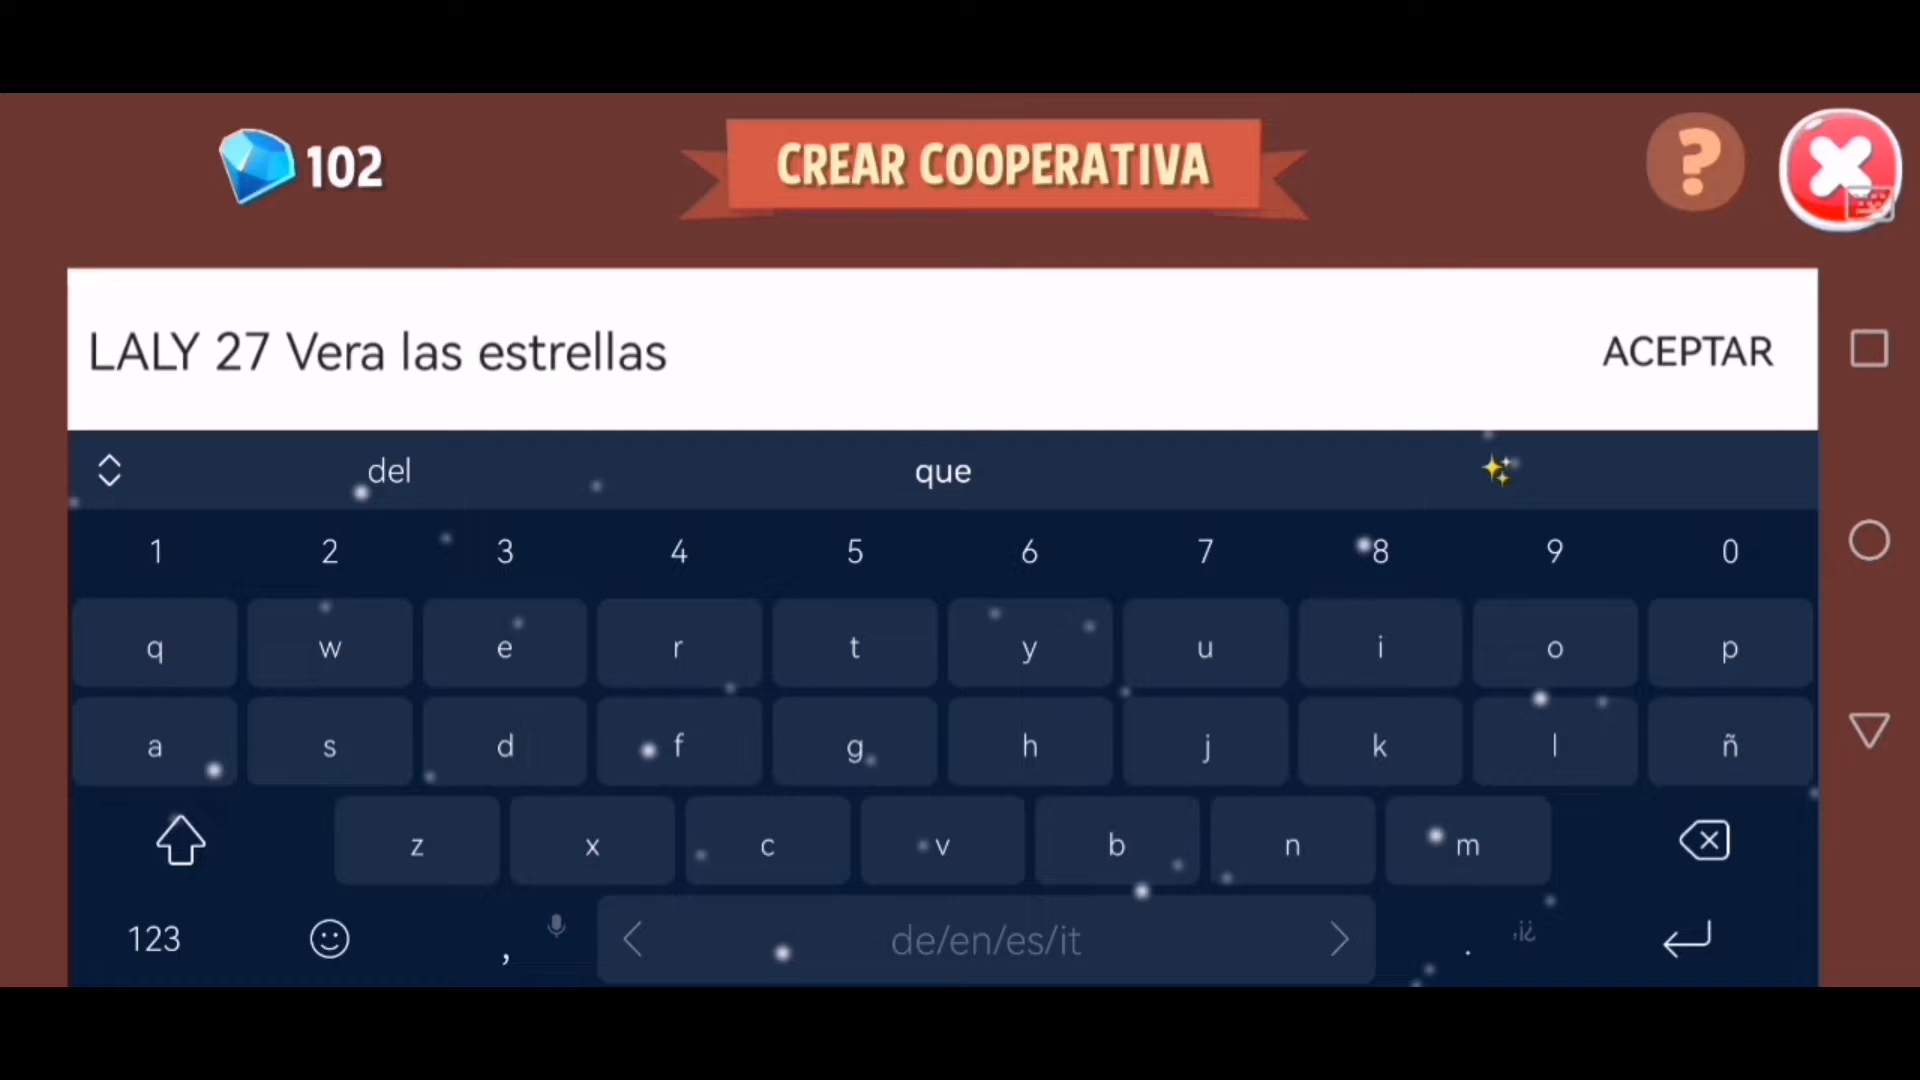 102
CREAR COOPERATIVA
?
LALY 27 Vera las estrellas
ACEPTAR
del que
1 2 3 4 5 6 7 8 9 0
q w e r t y u i o p
a s d f g h j k l ñ
z x c v b n m
123 , de/en/es/it . ,¡¿